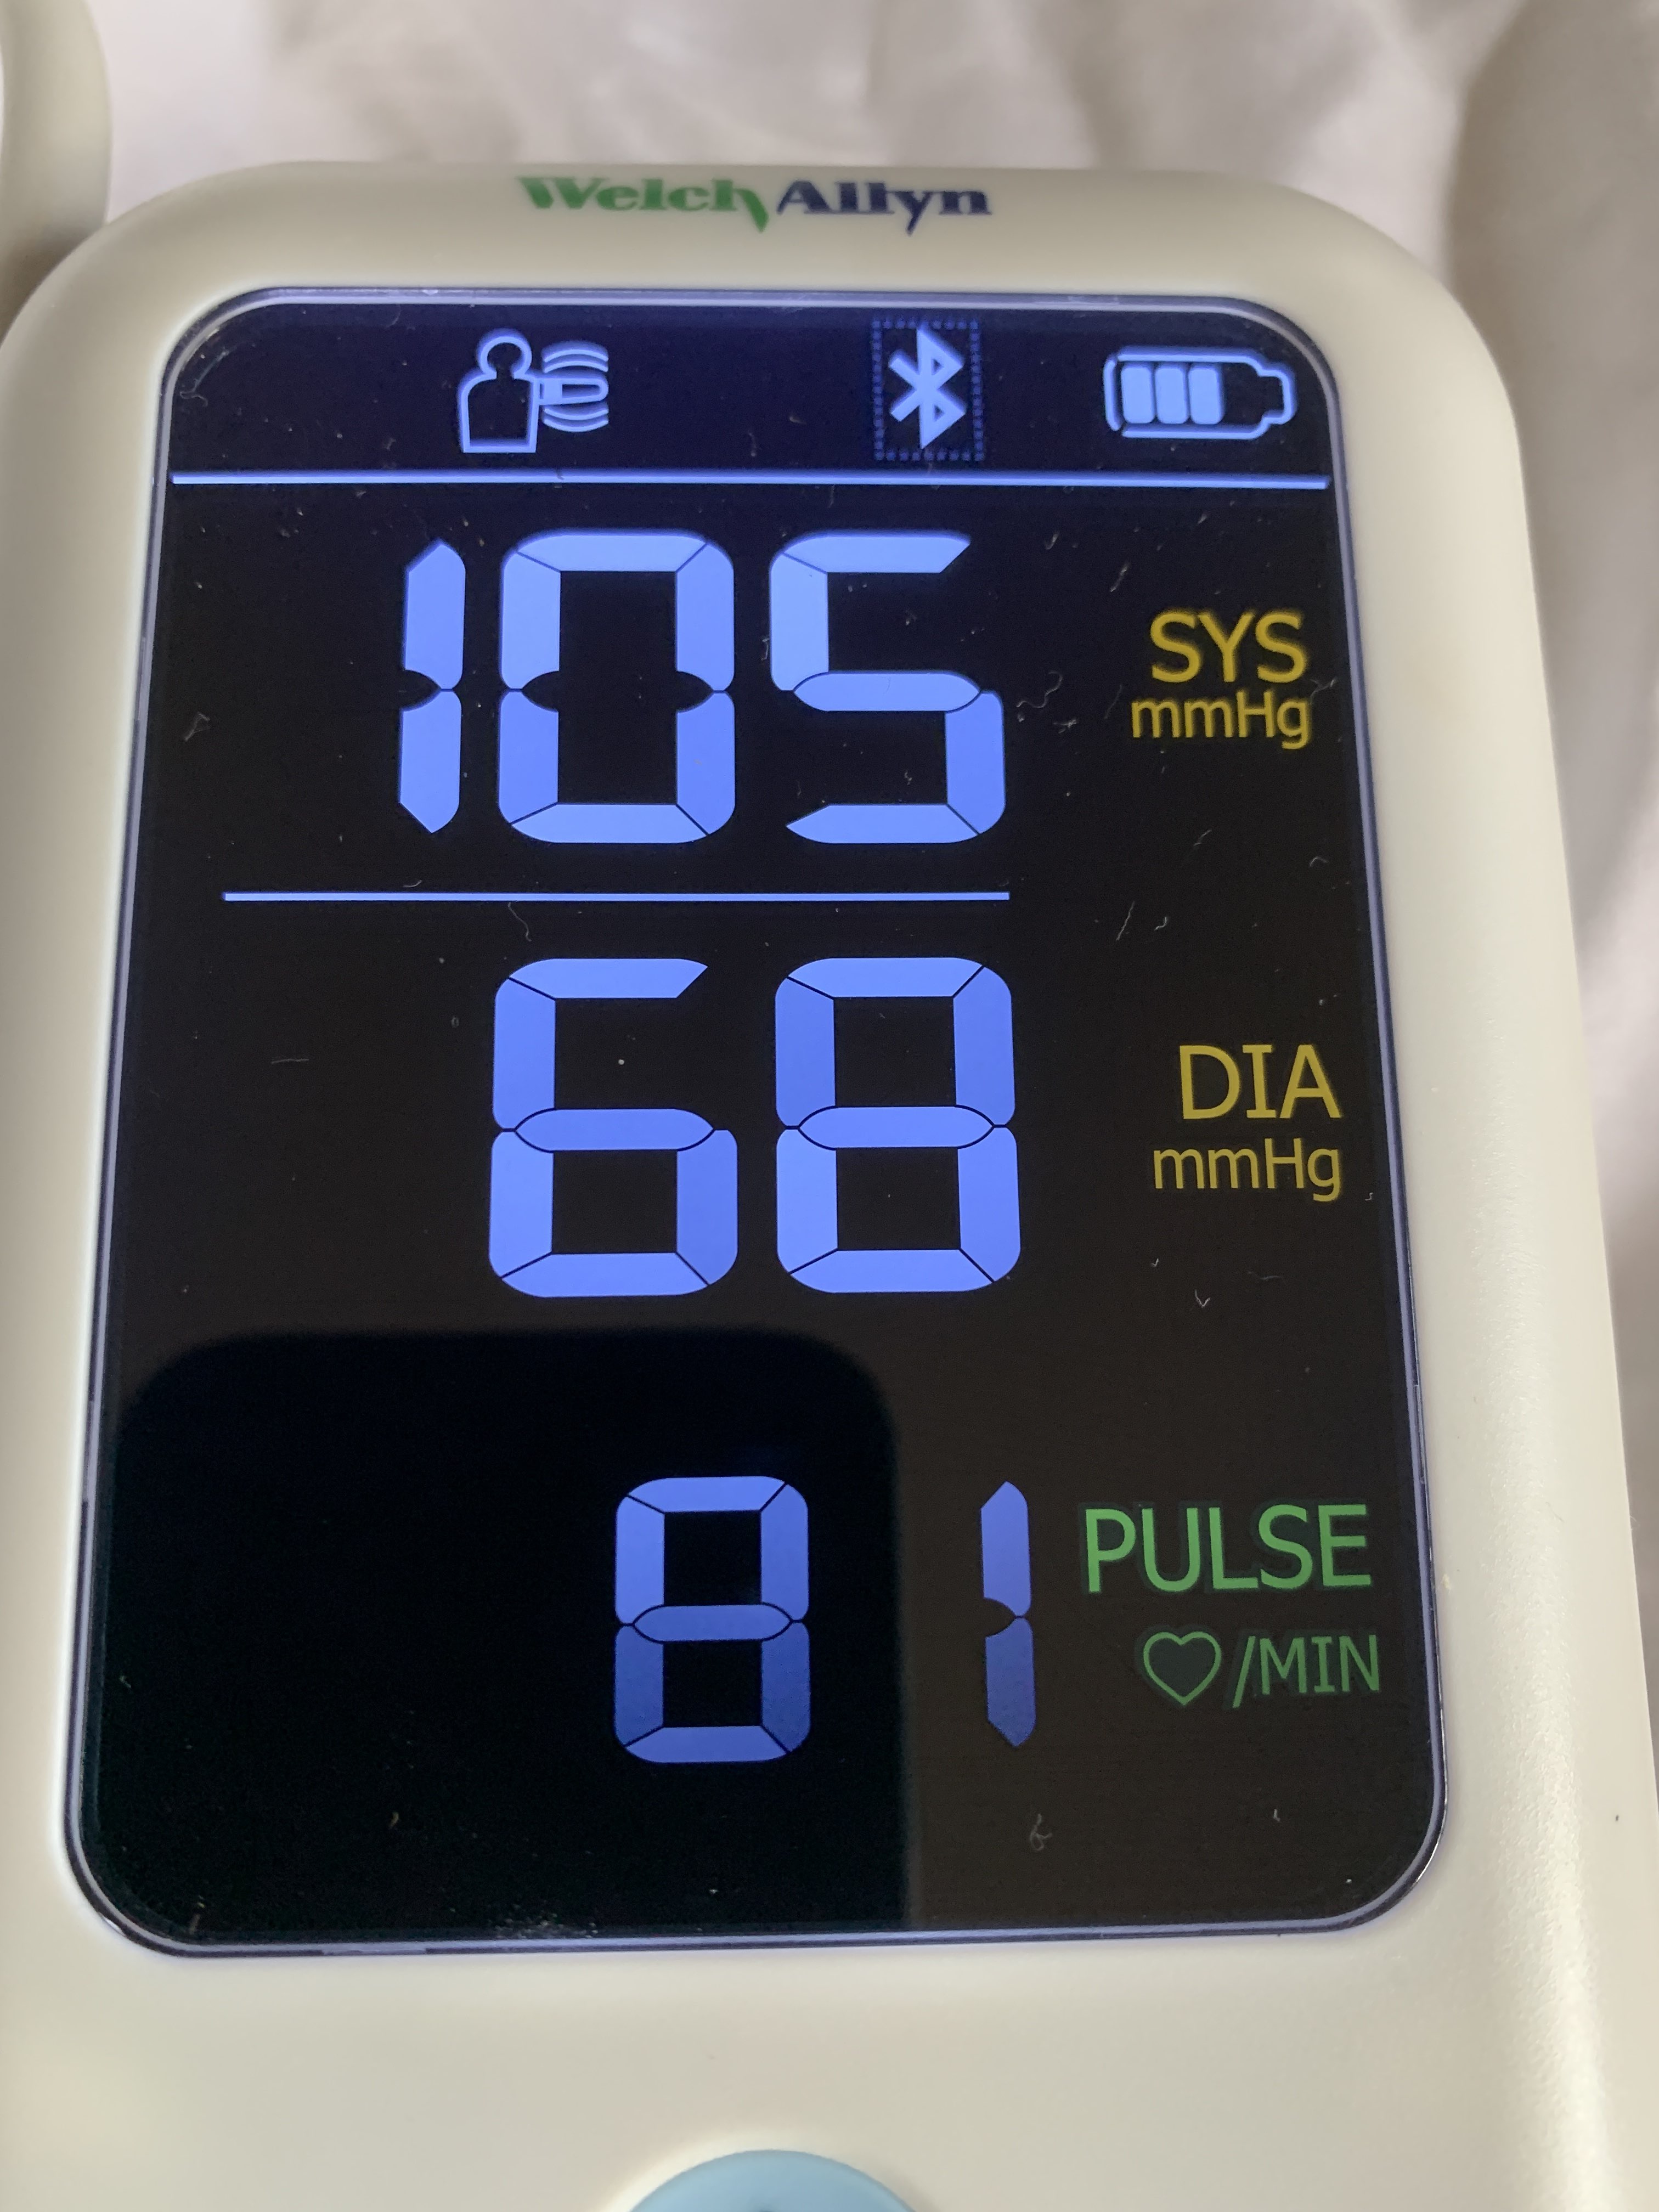 WelchAllyn
105 SYS
mmHg
68 DIA
mmHg
81 PULSE
/MIN